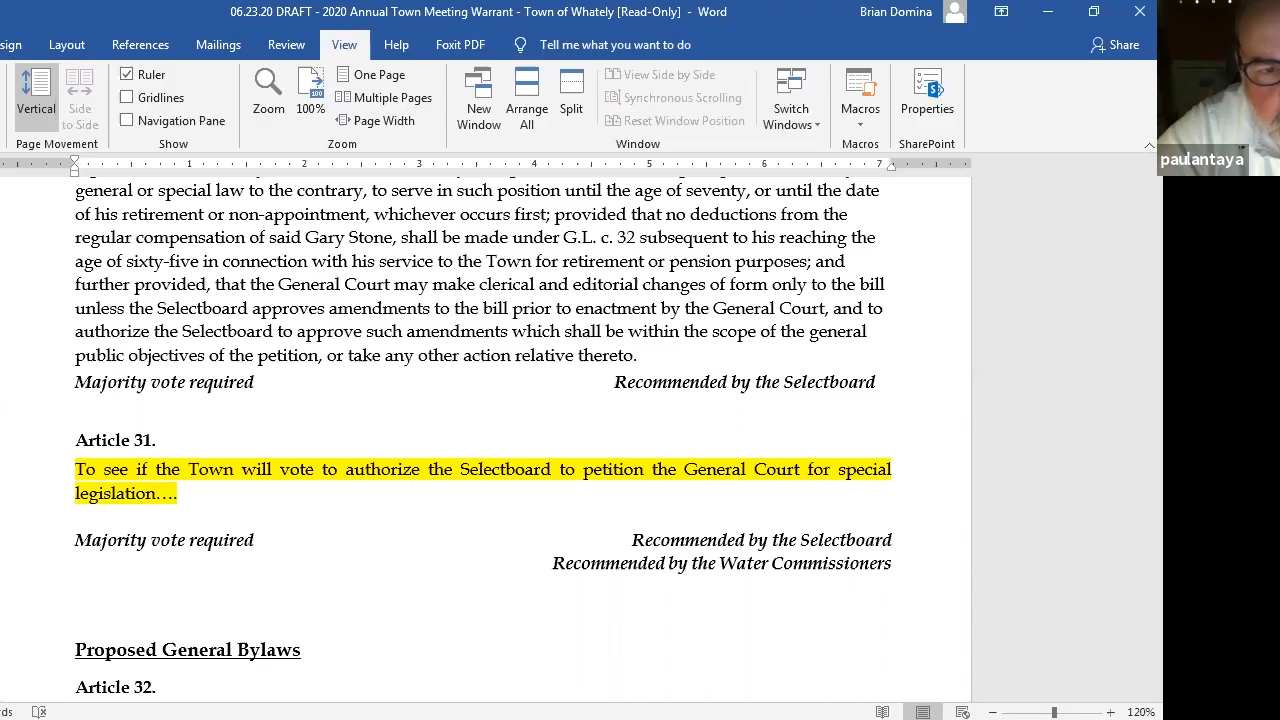 06.23.20 DRAFT - 2020 Annual Town Meeting Warrant - Town of Whately [Read-Only] - Word
Brian Domina
sign Layout References Mailings Review View Help Foxit PDF Tell me what you want to do Share
Vertical
Side to Side
Page Movement
Ruler
Gridlines
Navigation Pane
Show
Zoom
100%
One Page
Multiple Pages
Page Width
Zoom
New Window
Arrange All
Split
View Side by Side
Synchronous Scrolling
Reset Window Position
Window
Switch Windows
Macros
Macros
Properties
SharePoint
paulantaya
1 2 3 4 5 6 7
general or special law to the contrary, to serve in such position until the age of seventy, or until the date
of his retirement or non-appointment, whichever occurs first; provided that no deductions from the
regular compensation of said Gary Stone, shall be made under G.L. c. 32 subsequent to his reaching the
age of sixty-five in connection with his service to the Town for retirement or pension purposes; and
further provided, that the General Court may make clerical and editorial changes of form only to the bill
unless the Selectboard approves amendments to the bill prior to enactment by the General Court, and to
authorize the Selectboard to approve such amendments which shall be within the scope of the general
public objectives of the petition, or take any other action relative thereto.
Majority vote required Recommended by the Selectboard
Article 31.
To see if the Town will vote to authorize the Selectboard to petition the General Court for special
legislation….
Majority vote required Recommended by the Selectboard
Recommended by the Water Commissioners
Proposed General Bylaws
Article 32.
120%